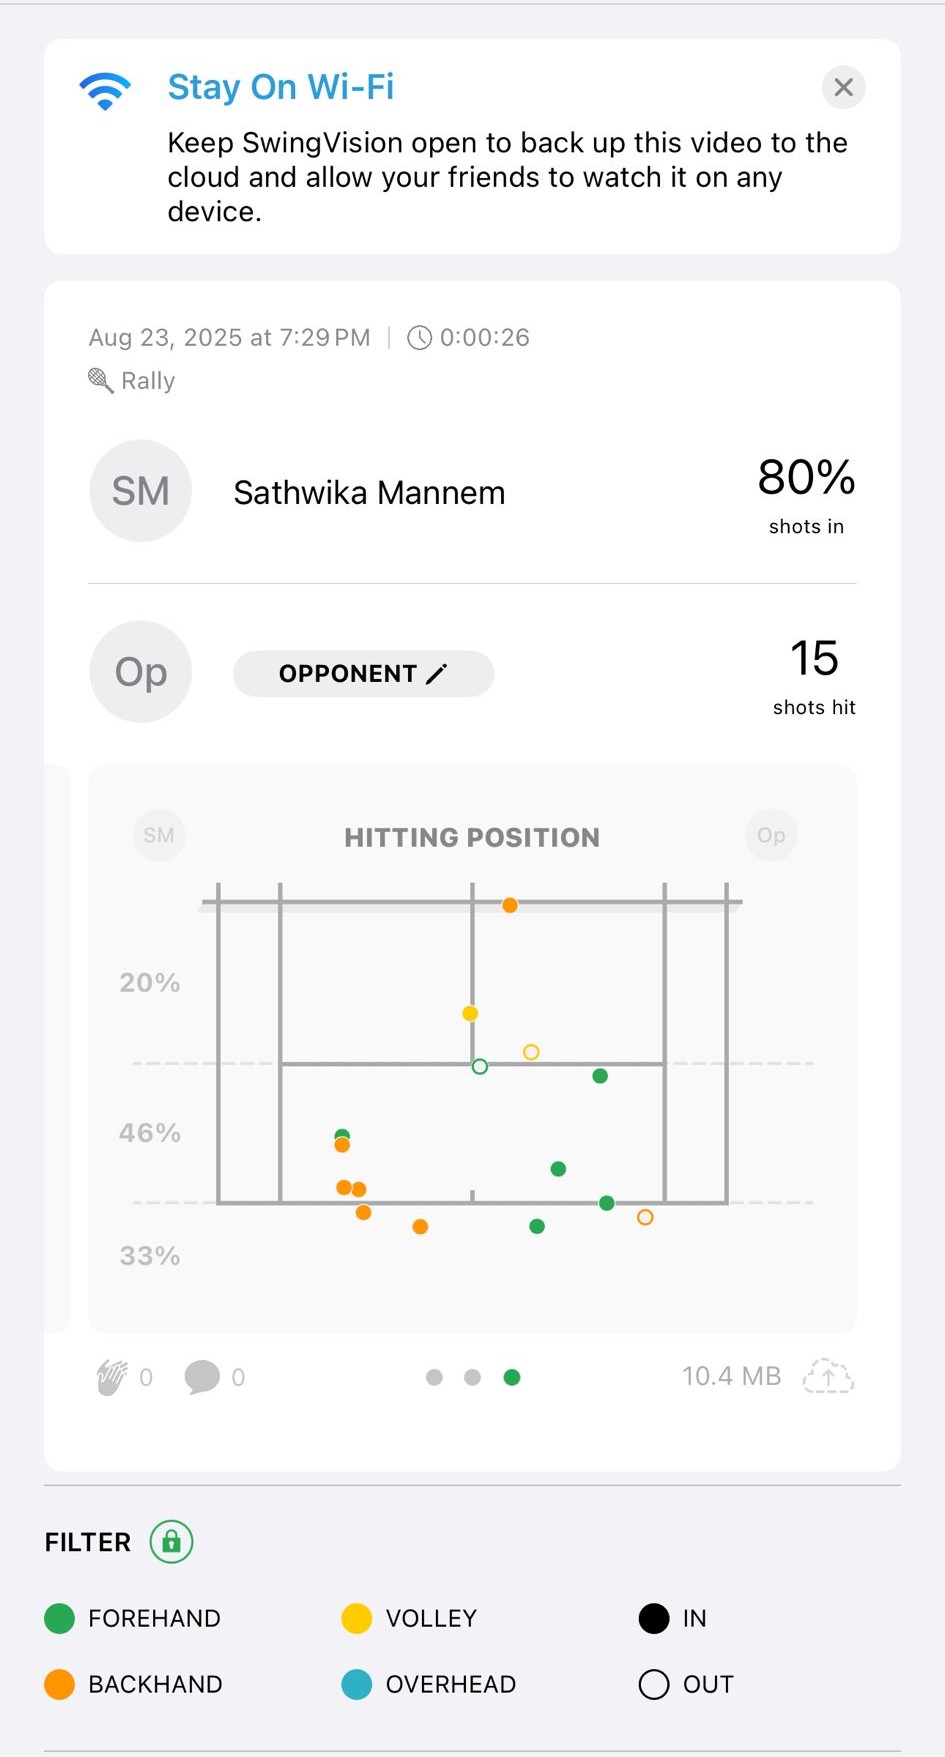 Stay On Wi-Fi
Keep SwingVision open to back up this video to the
cloud and allow your friends to watch it on any
device.
Aug 23, 2025 at 7:29 PM | 0:00:26
Rally
SM
Sathwika Mannem
80%
shots in
Op
OPPONENT
15
shots hit
SM
HITTING POSITION
Op
20%
46%
33%
0
0
10.4 MB
FILTER
FOREHAND
VOLLEY
IN
BACKHAND
OVERHEAD
OUT